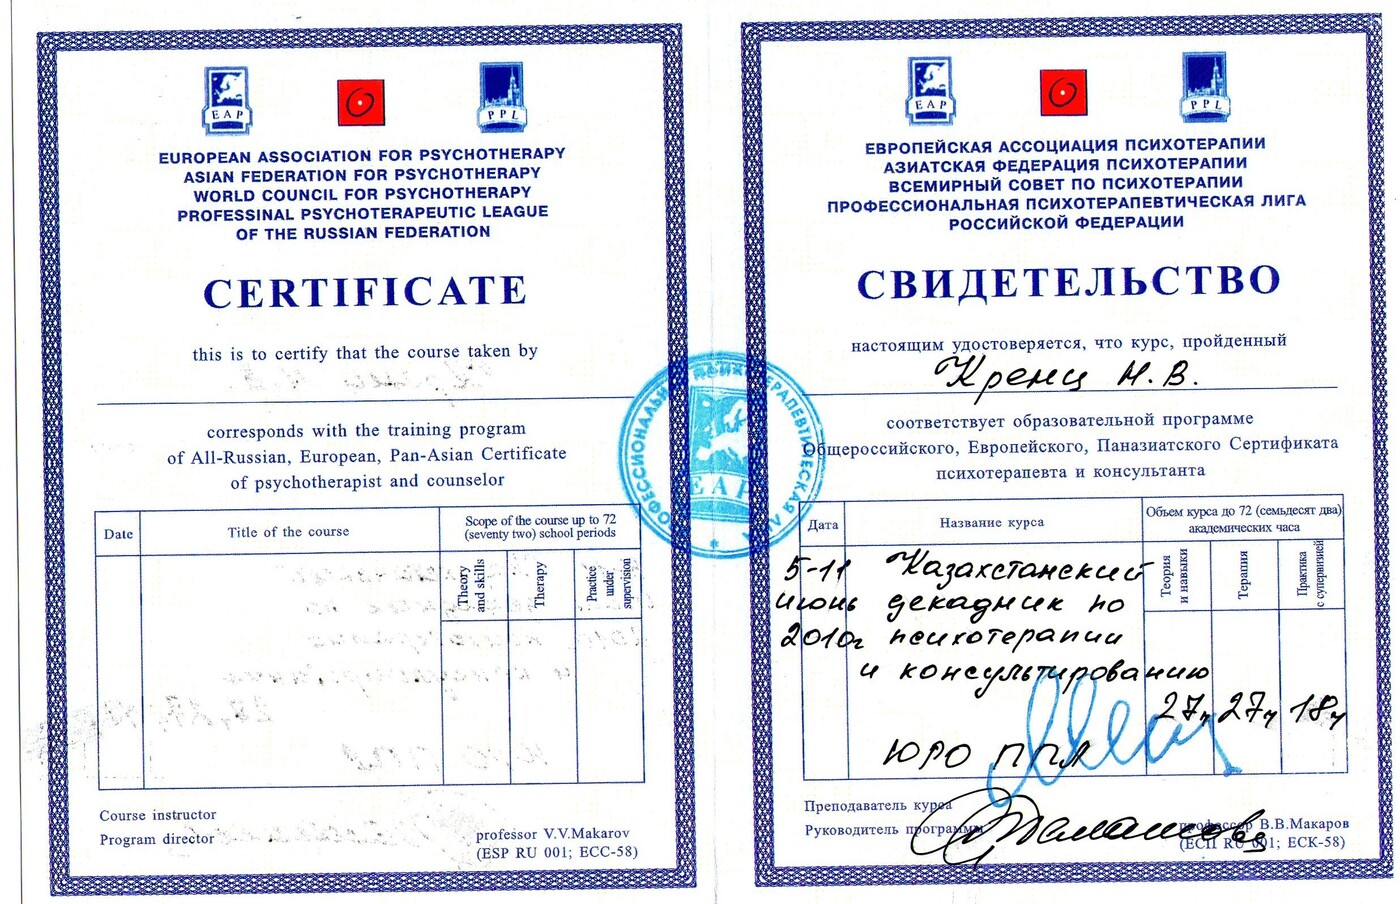 EAP
PPL
EUROPEAN ASSOCIATION FOR PSYCHOTHERAPY
ASIAN FEDERATION FOR PSYCHOTHERAPY
WORLD COUNCIL FOR PSYCHOTHERAPY
PROFESSINAL PSYCHOTERAPEUTIC LEAGUE
OF THE RUSSIAN FEDERATION
CERTIFICATE
this is to certify that the course taken by
corresponds with the training program
of All-Russian, European, Pan-Asian Certificate
of psychotherapist and counselor
Date
Title of the course
Scope of the course up to 72
(seventy two) school periods
Theory
and skills
Therapy
Practice
under
supervision
Course instructor
Program director
professor V.V.Makarov
(ESP RU 001; ECC-58)
EAP
EAP
PPL
ЕВРОПЕЙСКАЯ АССОЦИАЦИЯ ПСИХОТЕРАПИИ
АЗИАТСКАЯ ФЕДЕРАЦИЯ ПСИХОТЕРАПИИ
ВСЕМИРНЫЙ СОВЕТ ПО ПСИХОТЕРАПИИ
ПРОФЕССИОНАЛЬНАЯ ПСИХОТЕРАПЕВТИЧЕСКАЯ ЛИГА
РОССИЙСКОЙ ФЕДЕРАЦИИ
СВИДЕТЕЛЬСТВО
настоящим удостоверяется, что курс, пройденный
Кренц Н.В.
соответствует образовательной программе
Общероссийского, Европейского, Паназиатского Сертификата
психотерапевта и консультанта
Дата
Название курса
Объем курса до 72 (семьдесят два)
академических часа
Теория
и навыки
Терапия
Практика
с супервизией
5-11 Казахстанский
июнь декадник по
2010г психотерапии
и консультированию
27ч 27ч 18ч
ЮРО ППЛ
Преподаватель курса
Руководитель программы
профессор В.В.Макаров
(ЕСП RU 001; ЕСК-58)